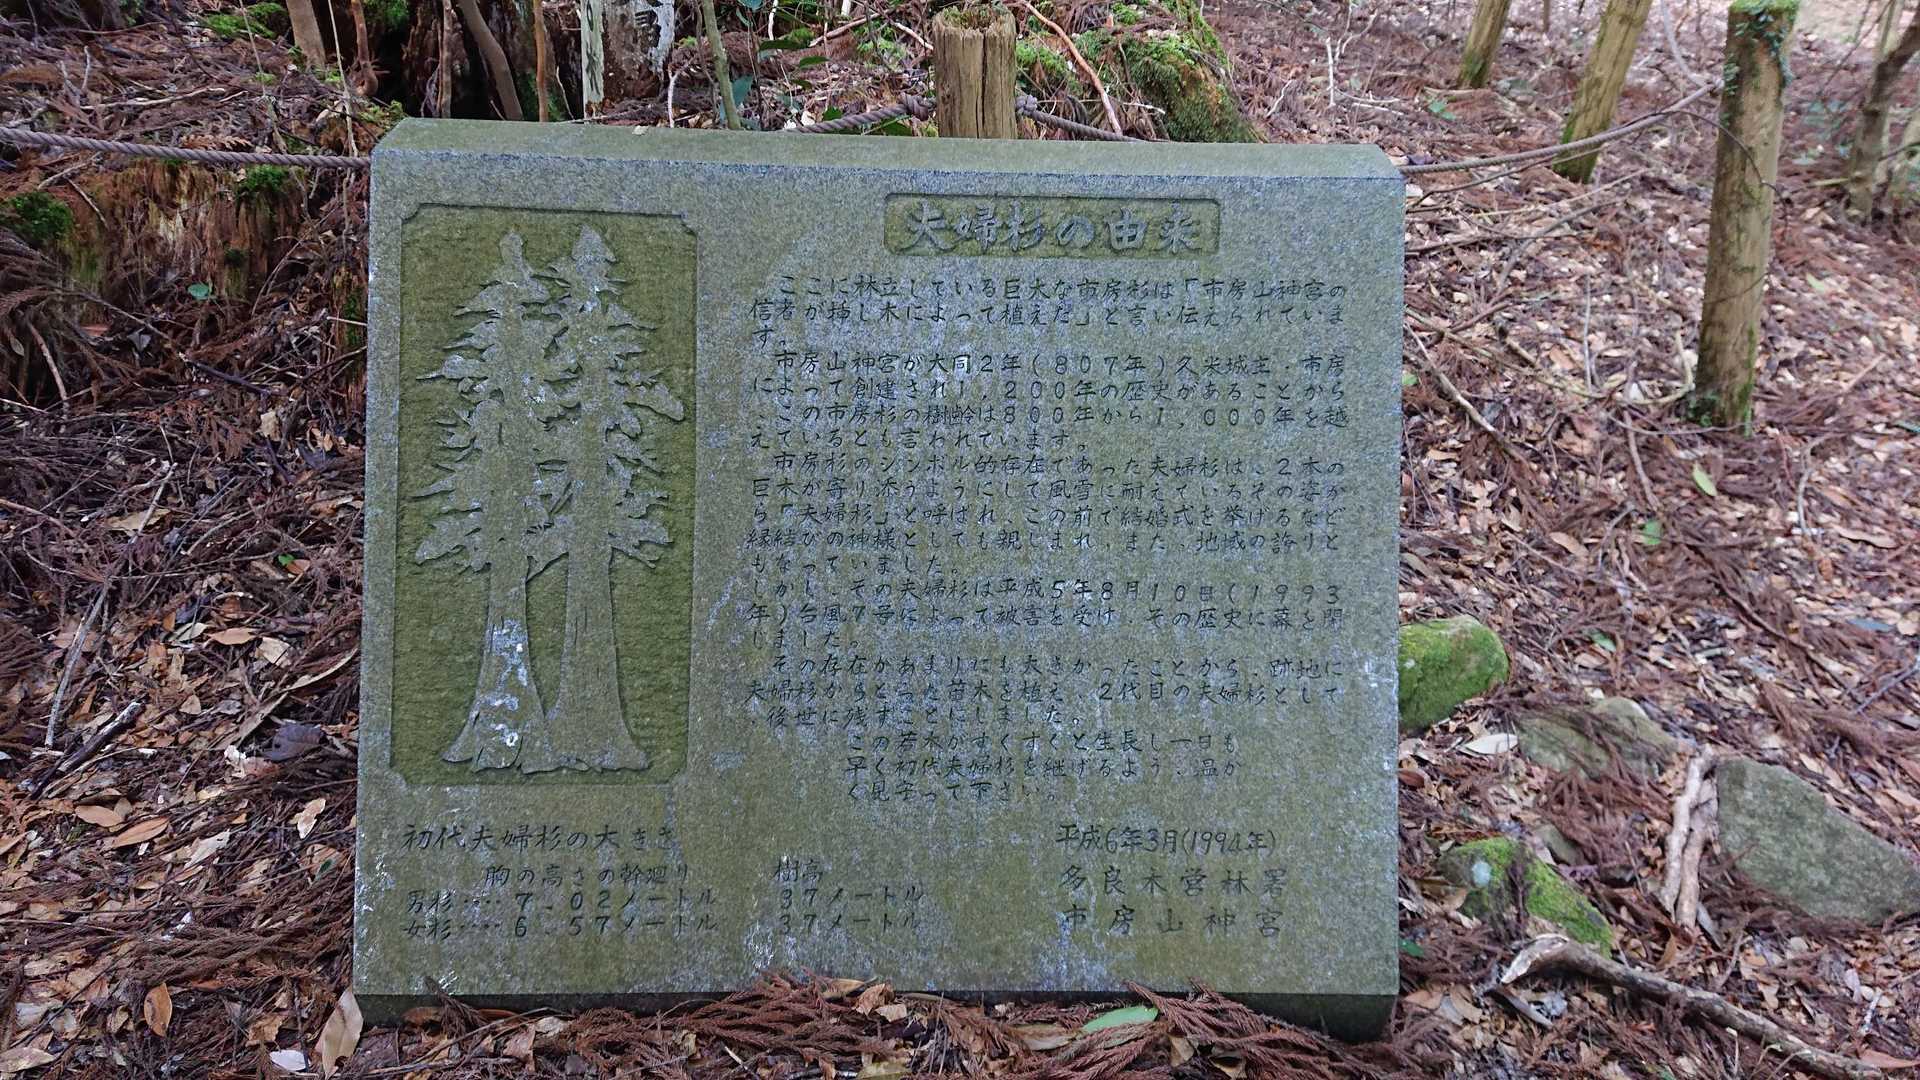 夫婦杉の由来
ここに林立している巨木な市房杉は「市房山神宮の
信者が挿し木によって植えた」と言い伝えられていま
す。
市房山神宮が大同2年(807年)久米城主、市房
によって神創建され1,200年の歴史があることから
、この市房杉の樹齢は800年から1,000年を越
えているとも言われています。
市房杉のシンボル的存在であった夫婦杉は、2本の
巨木が寄り添うようにして風雪に耐えているその姿か
ら「夫婦杉」と呼ばれ、この前で結婚式を挙げるなど
縁結びの神様としても親しまれ、また、地域の誇りと
もなっていました。
しかし、その夫婦杉は平成5年8月10日(1993
年)台風7号によって被害を受け、その歴史に幕を閉
じました。
その存在があまりにも大きかったことから、跡地に
夫婦杉からとった苗木を植え、2代目の夫婦杉として
、後世に残すことにしました。
この若木がすくすくと生長し一日も
早く初代夫婦杉を継げるよう、温か
く見守って下さい。
初代夫婦杉の大きさ
胸の高さの幹廻り 樹高
男杉‥‥7.02メートル 37メートル
女杉‥‥6.57メートル 37メートル
平成6年3月(1994年)
多良木営林署
市房山神宮